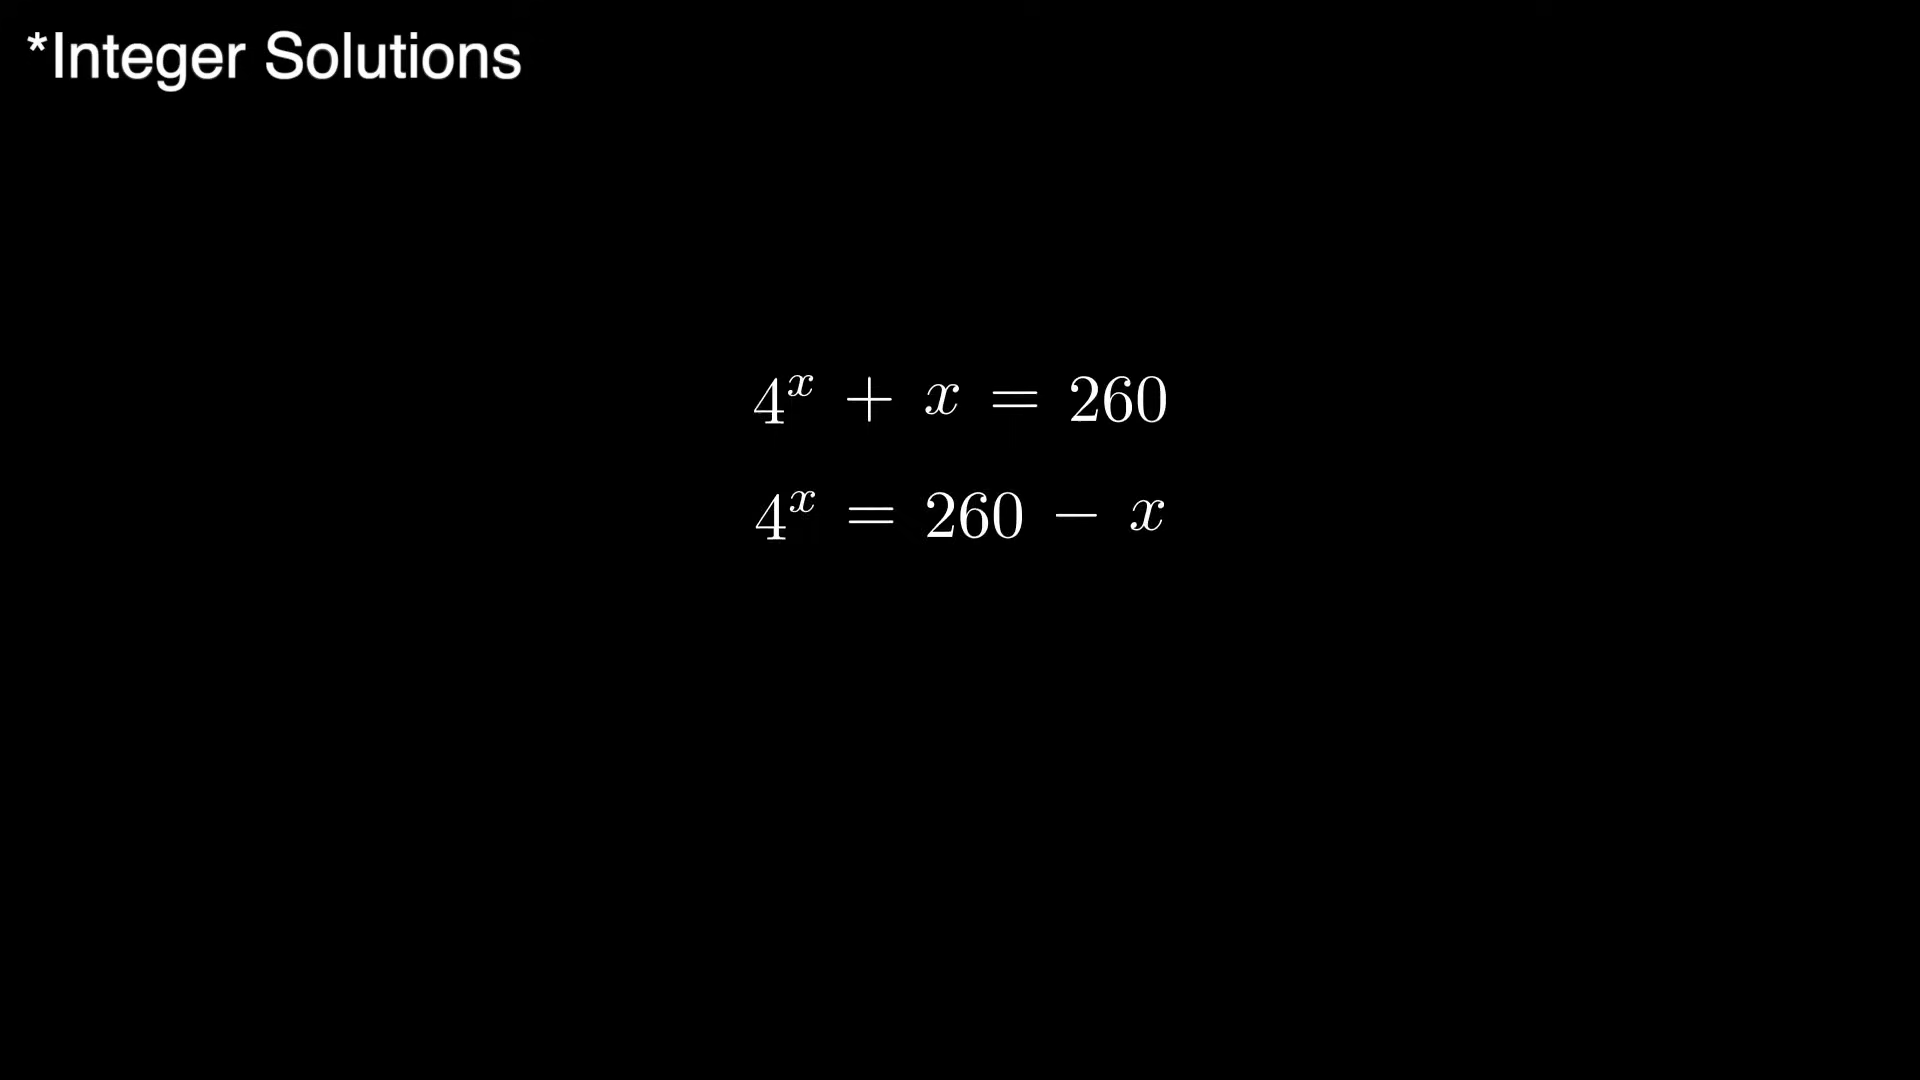 *Integer Solutions
4^x + x = 260
4^x = 260 − x